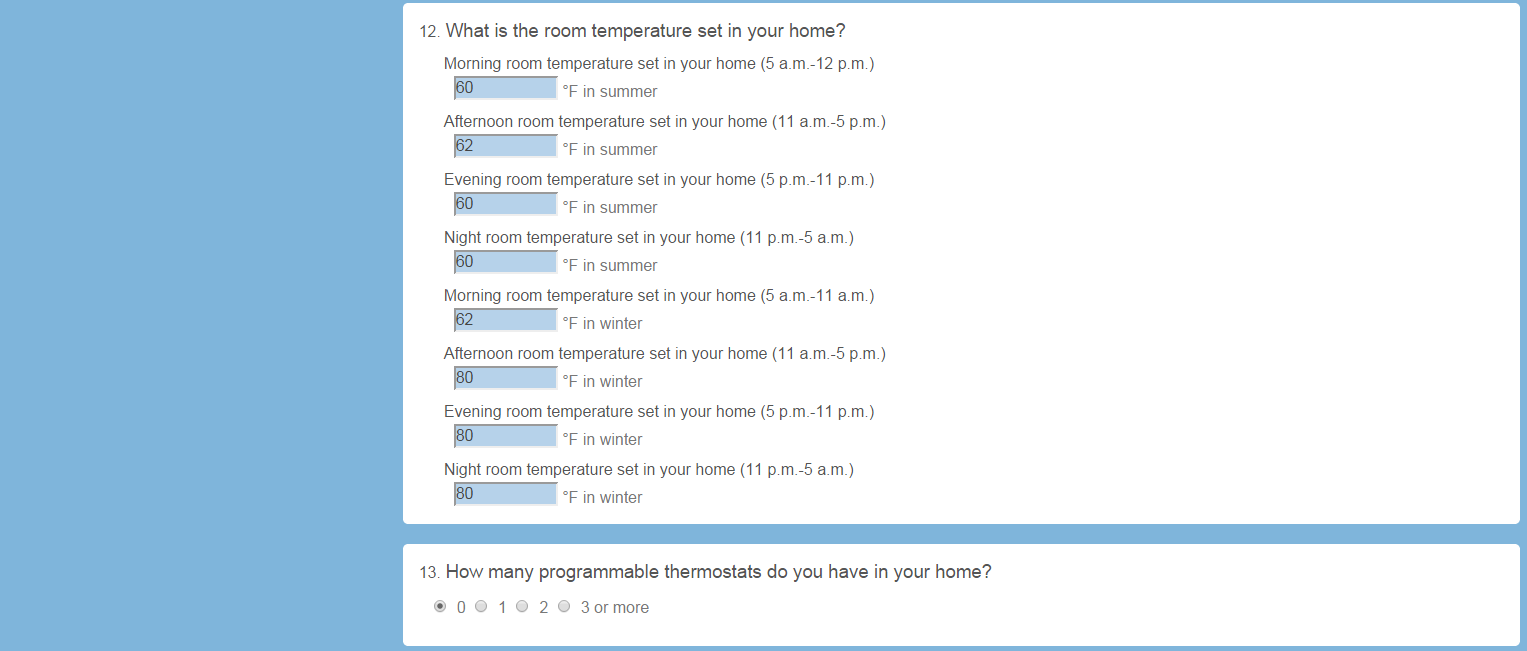 12. What is the room temperature set in your home?
Morning room temperature set in your home (5 a.m.-12 p.m.)
60 °F in summer
Afternoon room temperature set in your home (11 a.m.-5 p.m.)
62 °F in summer
Evening room temperature set in your home (5 p.m.-11 p.m.)
60 °F in summer
Night room temperature set in your home (11 p.m.-5 a.m.)
60 °F in summer
Morning room temperature set in your home (5 a.m.-11 a.m.)
62 °F in winter
Afternoon room temperature set in your home (11 a.m.-5 p.m.)
80 °F in winter
Evening room temperature set in your home (5 p.m.-11 p.m.)
80 °F in winter
Night room temperature set in your home (11 p.m.-5 a.m.)
80 °F in winter
13. How many programmable thermostats do you have in your home?
0 1 2 3 or more